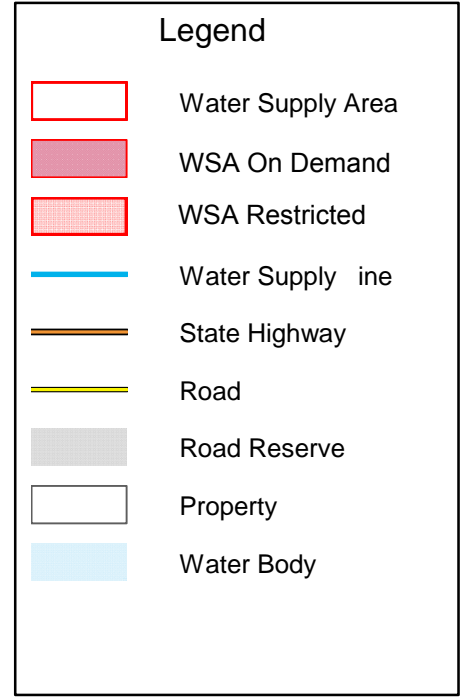 Legend
Water Supply Area
WSA On Demand
WSA Restricted
Water Supply ine
State Highway
Road
Road Reserve
Property
Water Body